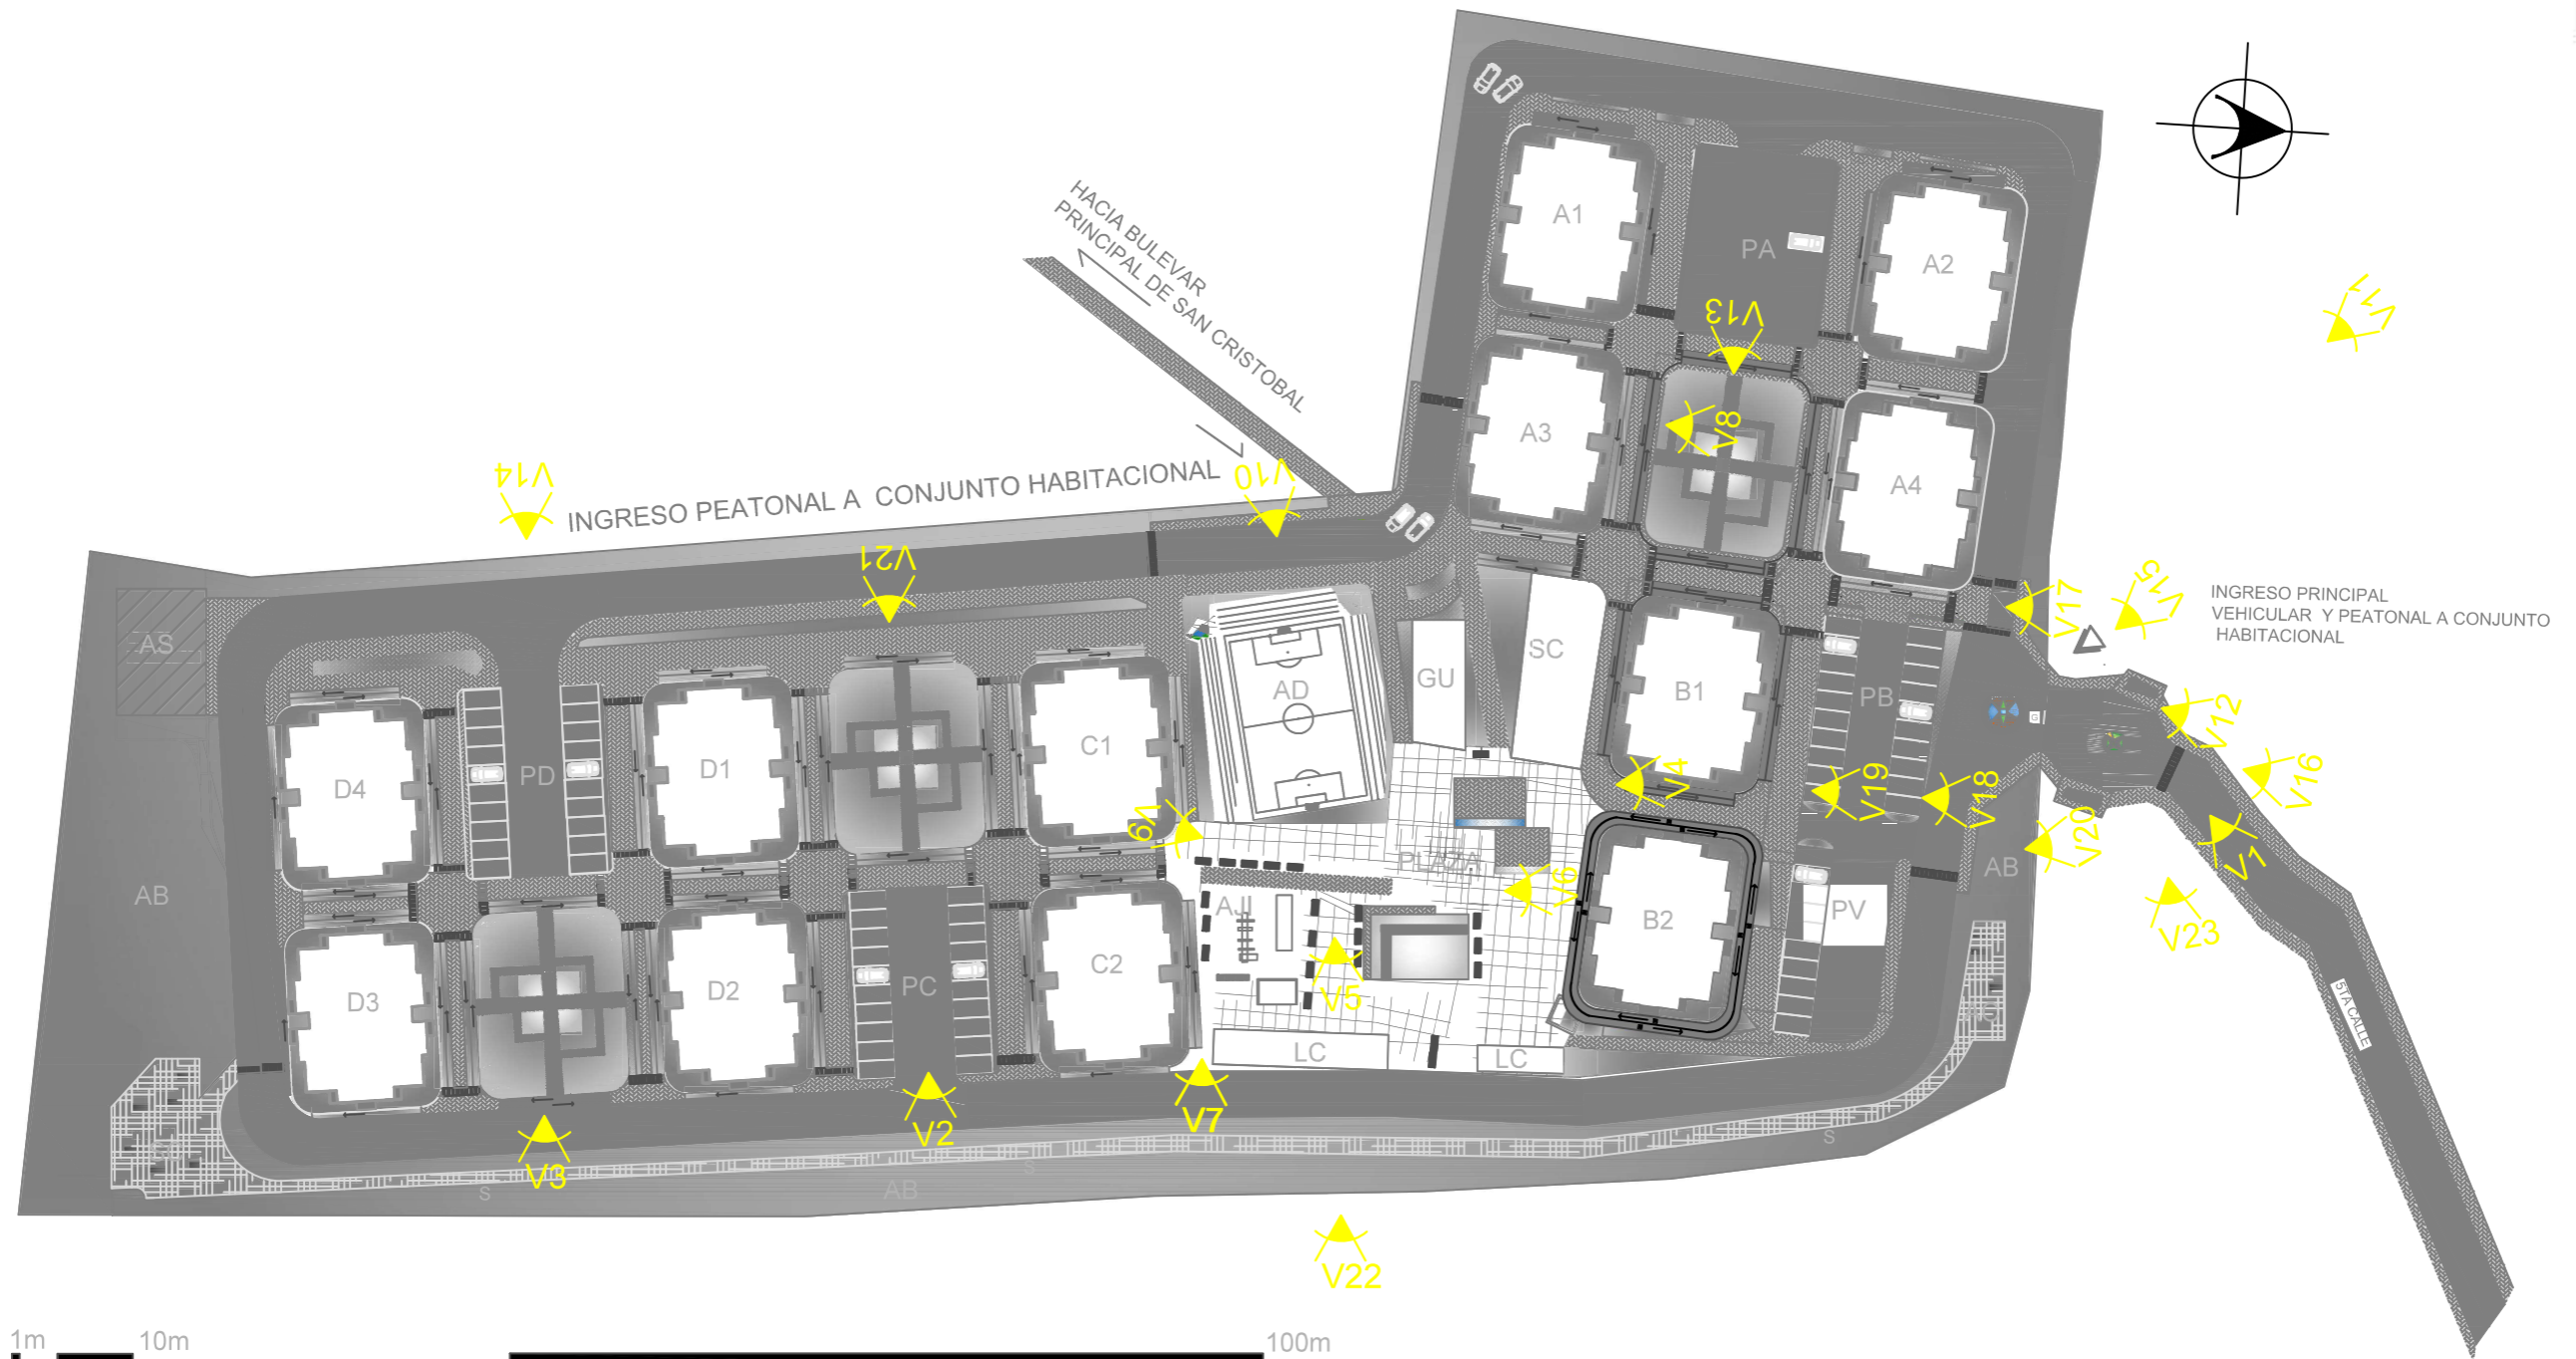 HACIA BULEVAR
PRINCIPAL DE SAN CRISTOBAL
A1
PA
A2
V11
V13
V8
A3
A4
V14
INGRESO PEATONAL A CONJUNTO HABITACIONAL
V10
V21
V17
V15
INGRESO PRINCIPAL
VEHICULAR Y PEATONAL A CONJUNTO
HABITACIONAL
AS
GU
SC
AD
B1
PB
G
V12
V16
D4
PD
D1
C1
V9
V4
V19
V18
V20
V1
PLAZA
V6
AB
AB
AJI
B2
PV
V23
D3
D2
PC
C2
V5
5TA CALLE
LC
LC
V3
V2
V7
S
S
S
AB
V22
1m
10m
100m